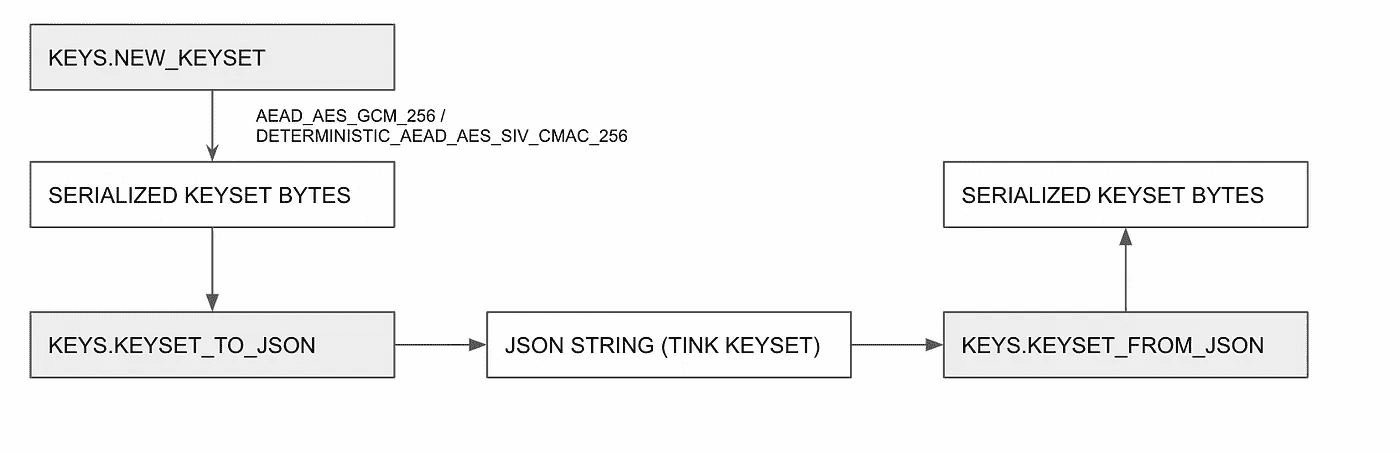 KEYS.NEW_KEYSET
AEAD_AES_GCM_256 /
DETERMINISTIC_AEAD_AES_SIV_CMAC_256
SERIALIZED KEYSET BYTES
SERIALIZED KEYSET BYTES
KEYS.KEYSET_TO_JSON
JSON STRING (TINK KEYSET)
KEYS.KEYSET_FROM_JSON